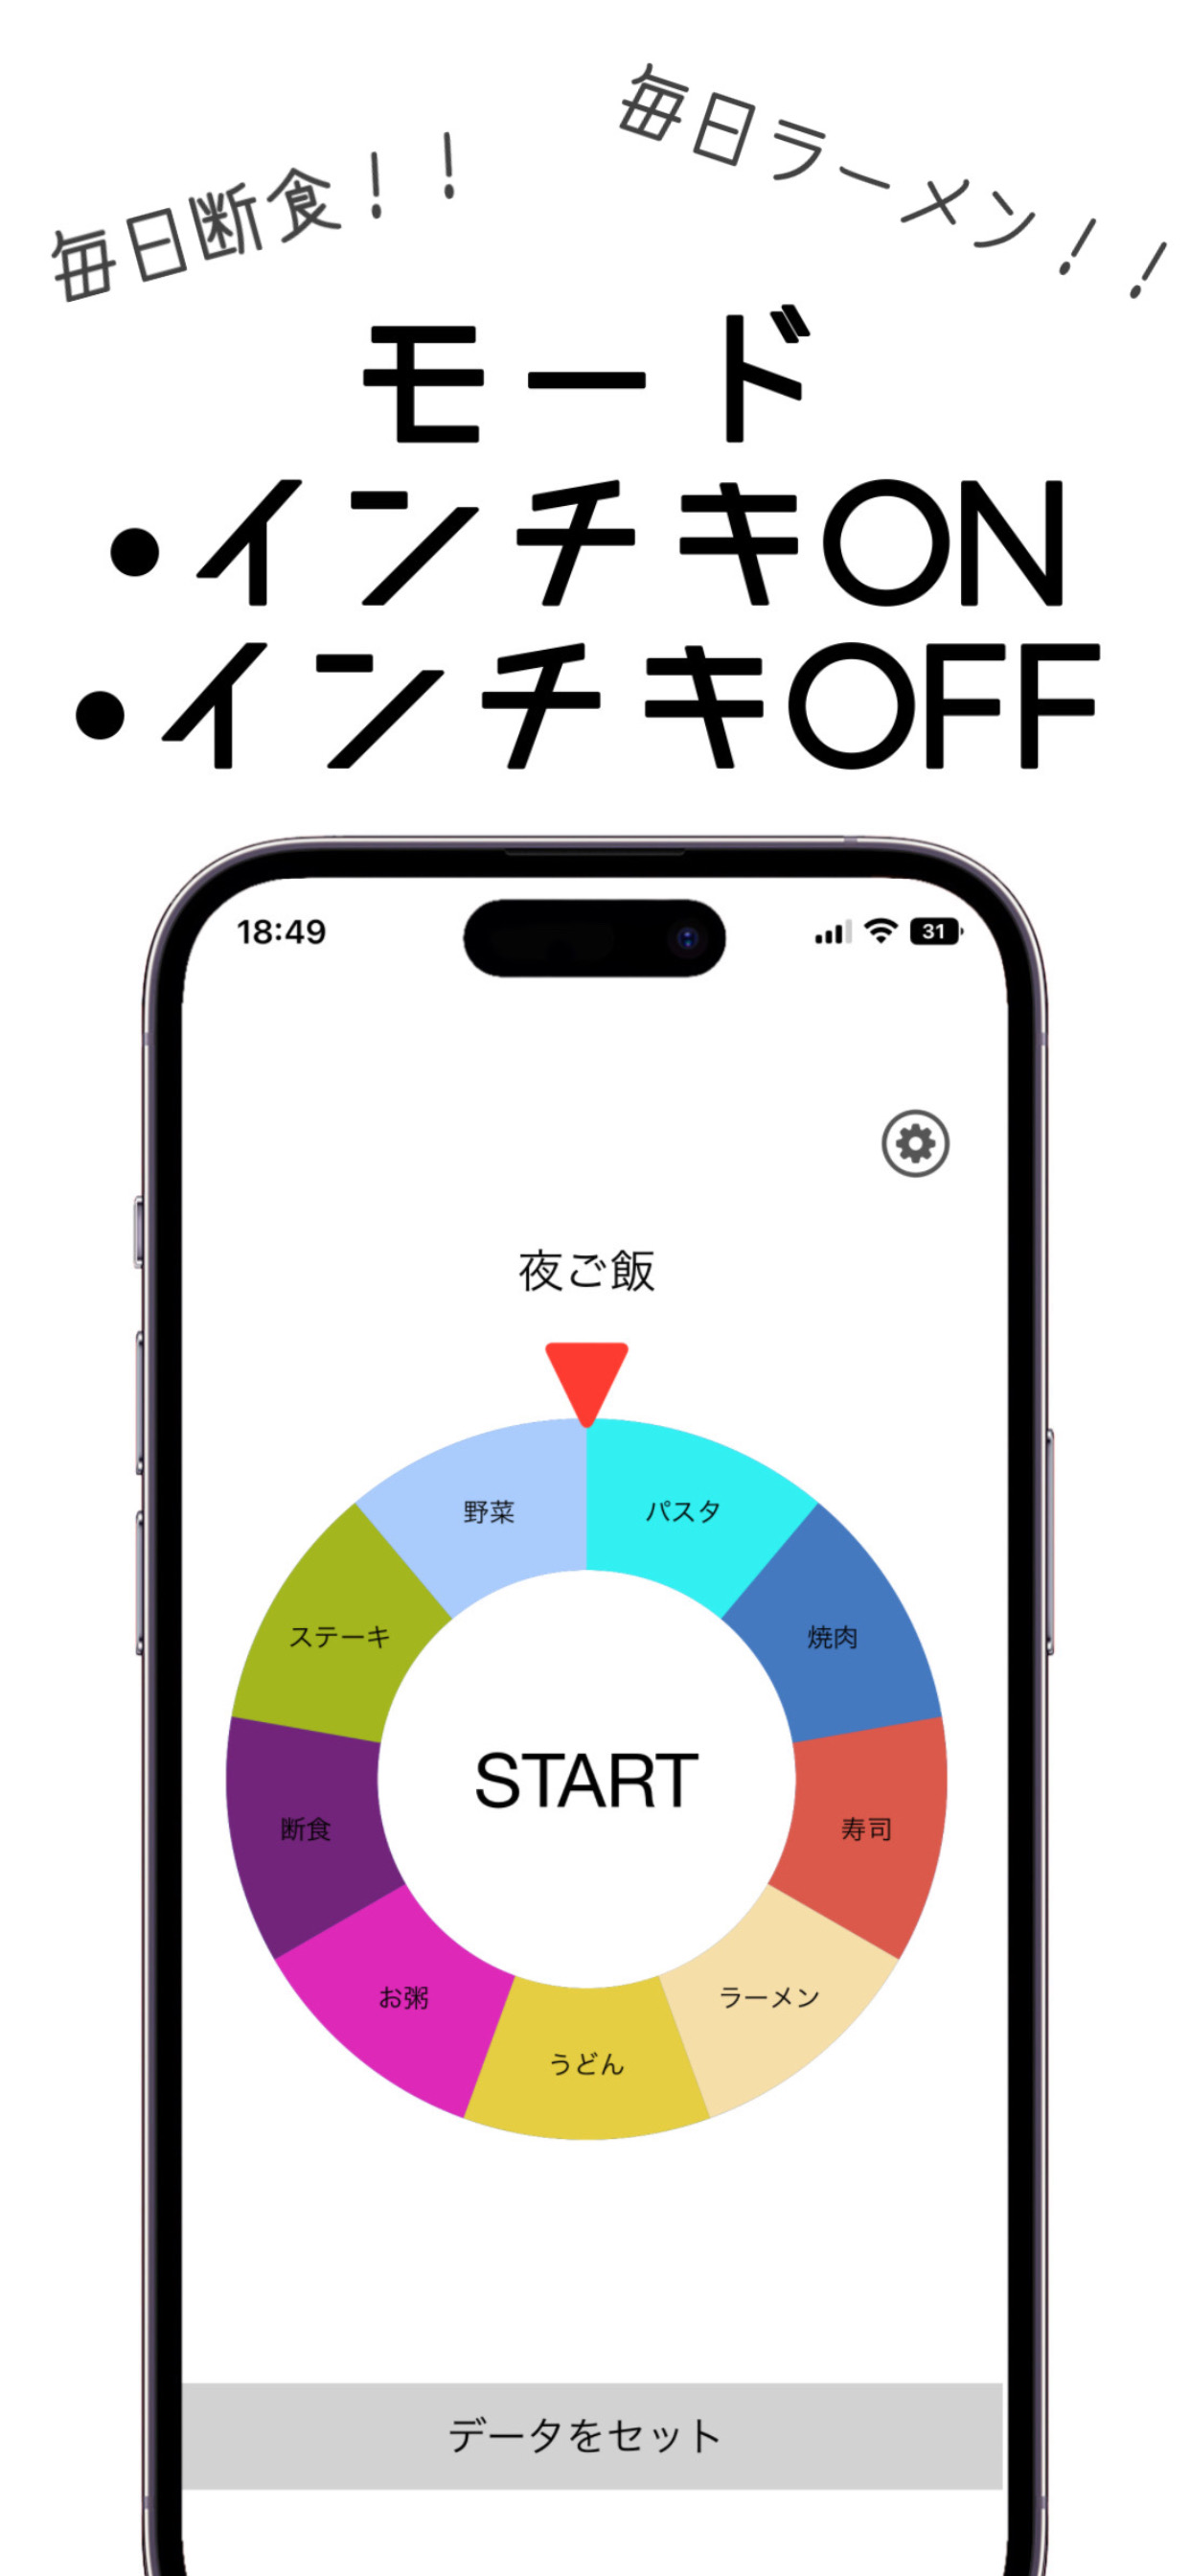 毎日断食！！
毎日ラーメン！！
モード
•インチキON
•インチキOFF
18:49
31
夜ご飯
野菜
パスタ
ステーキ
焼肉
START
断食
寿司
お粥
ラーメン
うどん
データをセット